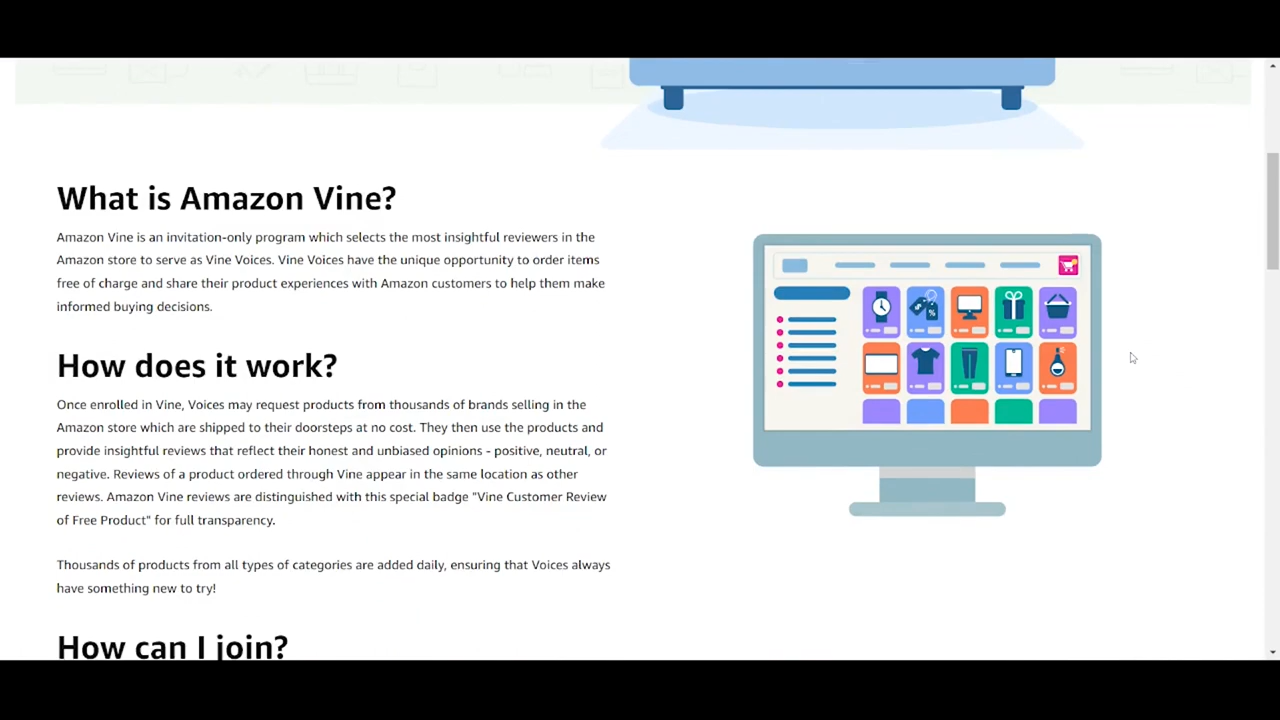 What is Amazon Vine?
Amazon Vine is an invitation-only program which selects the most insightful reviewers in the
Amazon store to serve as Vine Voices. Vine Voices have the unique opportunity to order items
free of charge and share their product experiences with Amazon customers to help them make
informed buying decisions.
How does it work?
Once enrolled in Vine, Voices may request products from thousands of brands selling in the
Amazon store which are shipped to their doorsteps at no cost. They then use the products and
provide insightful reviews that reflect their honest and unbiased opinions - positive, neutral, or
negative. Reviews of a product ordered through Vine appear in the same location as other
reviews. Amazon Vine reviews are distinguished with this special badge "Vine Customer Review
of Free Product" for full transparency.
Thousands of products from all types of categories are added daily, ensuring that Voices always
have something new to try!
How can I join?